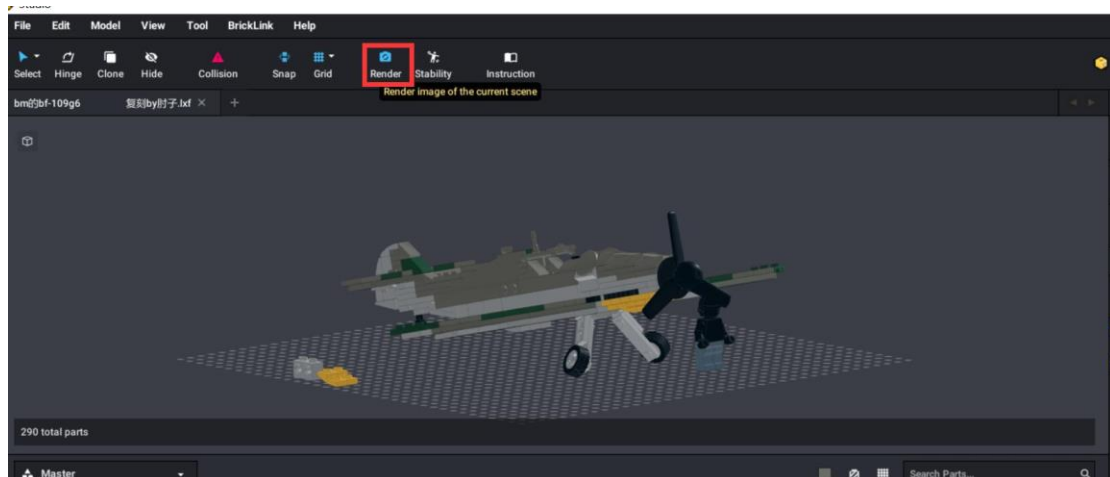 Studio
File Edit Model View Tool BrickLink Help
Select Hinge Clone Hide Collision Snap Grid Render Stability Instruction
Render image of the current scene
bm的bf-109g6 复刻by肘子.lxf × +
290 total parts
Master Search Parts...